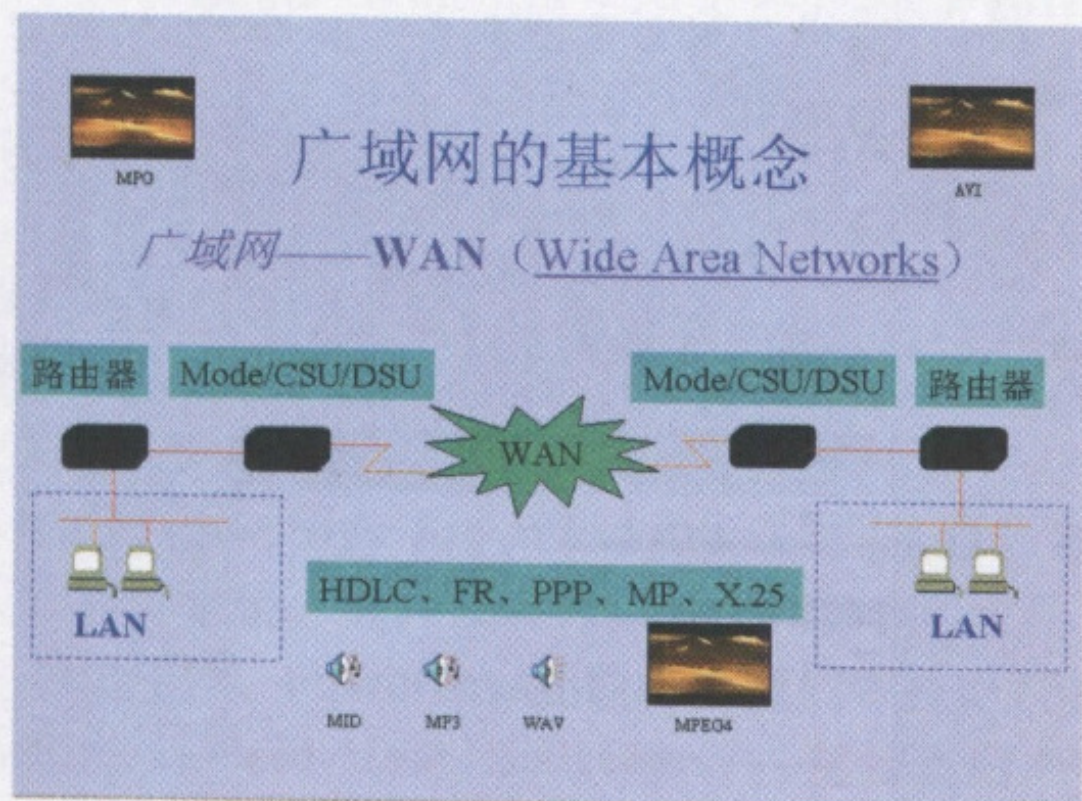 MPG
AVI
广域网的基本概念
广域网——WAN（Wide Area Networks）
路由器 Mode/CSU/DSU Mode/CSU/DSU 路由器
WAN
LAN LAN
HDLC、FR、PPP、MP、X.25
MID MP3 WAV MPEG4